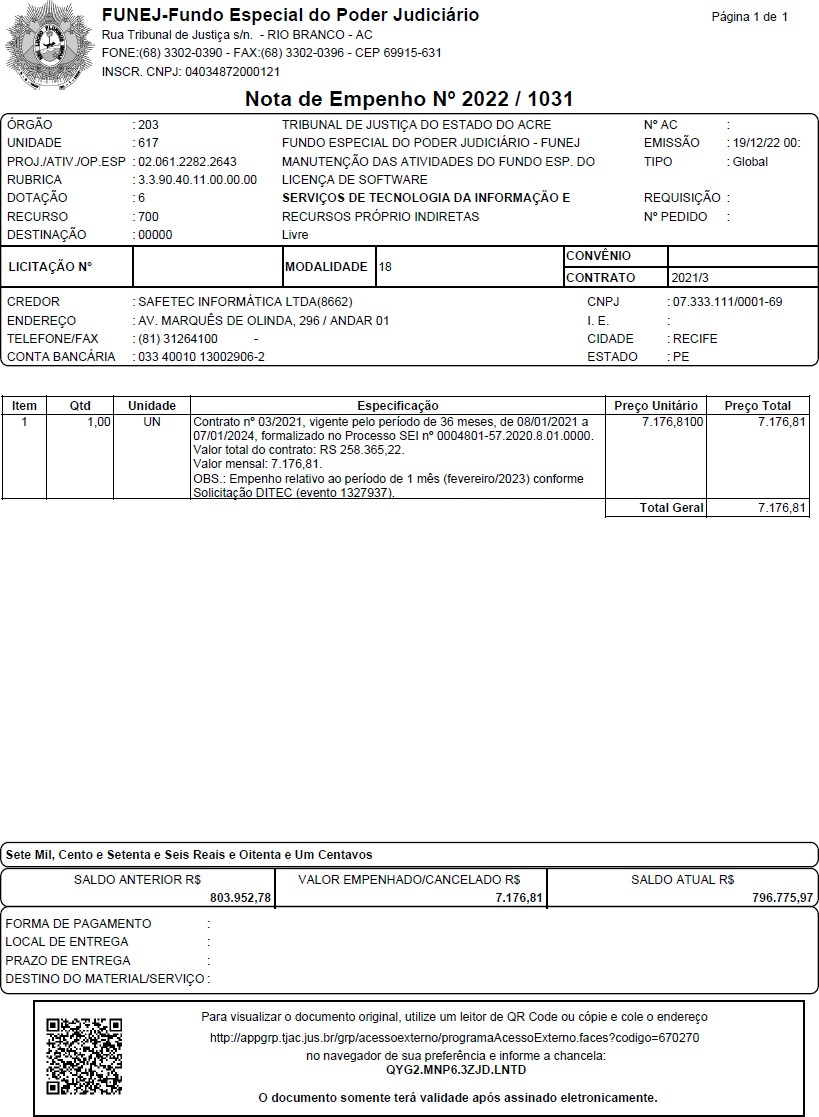 FUNEJ-Fundo Especial do Poder Judiciário
Página 1 de 1
Rua Tribunal de Justiça s/n. - RIO BRANCO - AC
FONE:(68) 3302-0390 - FAX:(68) 3302-0396 - CEP 69915-631
INSCR. CNPJ: 04034872000121
Nota de Empenho Nº 2022 / 1031
ÓRGÃO : 203 TRIBUNAL DE JUSTIÇA DO ESTADO DO ACRE Nº AC :
UNIDADE : 617 FUNDO ESPECIAL DO PODER JUDICIÁRIO - FUNEJ EMISSÃO : 19/12/22 00:
PROJ./ATIV./OP.ESP : 02.061.2282.2643 MANUTENÇÃO DAS ATIVIDADES DO FUNDO ESP. DO TIPO : Global
RUBRICA : 3.3.90.40.11.00.00.00 LICENÇA DE SOFTWARE
DOTAÇÃO : 6 SERVIÇOS DE TECNOLOGIA DA INFORMAÇÃO E REQUISIÇÃO :
RECURSO : 700 RECURSOS PRÓPRIO INDIRETAS Nº PEDIDO :
DESTINAÇÃO : 00000 Livre
LICITAÇÃO Nº MODALIDADE 18 CONVÊNIO
CONTRATO 2021/3
CREDOR : SAFETEC INFORMÁTICA LTDA(8662) CNPJ : 07.333.111/0001-69
ENDEREÇO : AV. MARQUÊS DE OLINDA, 296 / ANDAR 01 I. E. :
TELEFONE/FAX : (81) 31264100 - CIDADE : RECIFE
CONTA BANCÁRIA : 033 40010 13002906-2 ESTADO : PE
Item Qtd Unidade Especificação Preço Unitário Preço Total
1 1,00 UN Contrato nº 03/2021, vigente pelo período de 36 meses, de 08/01/2021 a 7.176,8100 7.176,81
07/01/2024, formalizado no Processo SEI nº 0004801-57.2020.8.01.0000.
Valor total do contrato: RS 258.365,22.
Valor mensal: 7.176,81.
OBS.: Empenho relativo ao período de 1 mês (fevereiro/2023) conforme
Solicitação DITEC (evento 1327937).
Total Geral 7.176,81
Sete Mil, Cento e Setenta e Seis Reais e Oitenta e Um Centavos
SALDO ANTERIOR R$ VALOR EMPENHADO/CANCELADO R$ SALDO ATUAL R$
803.952,78 7.176,81 796.775,97
FORMA DE PAGAMENTO :
LOCAL DE ENTREGA :
PRAZO DE ENTREGA :
DESTINO DO MATERIAL/SERVIÇO :
Para visualizar o documento original, utilize um leitor de QR Code ou cópie e cole o endereço
http://appgrp.tjac.jus.br/grp/acessoexterno/programaAcessoExterno.faces?codigo=670270
no navegador de sua preferência e informe a chancela:
QYG2.MNP6.3ZJD.LNTD
O documento somente terá validade após assinado eletronicamente.